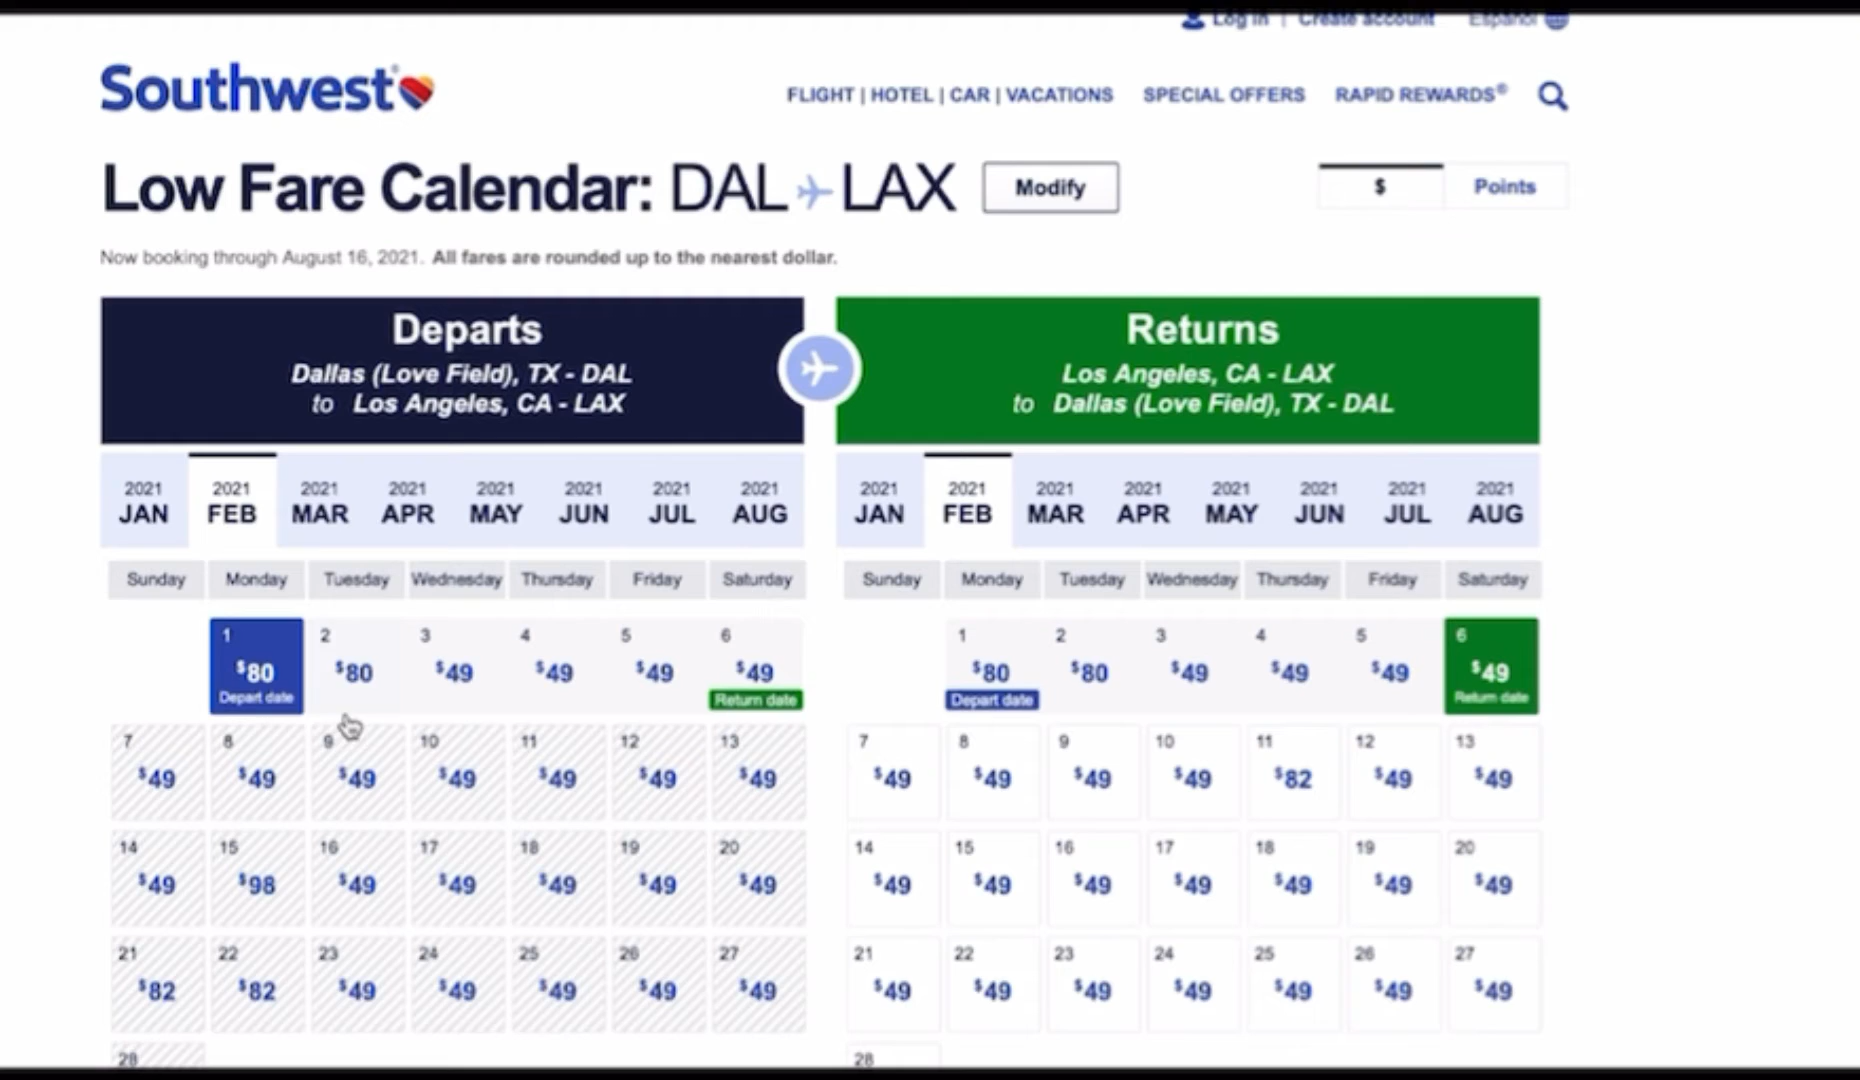 Log in | Create account Español
Southwest®
FLIGHT | HOTEL | CAR | VACATIONS SPECIAL OFFERS RAPID REWARDS®
Low Fare Calendar: DAL LAX Modify $ Points
Now booking through August 16, 2021. All fares are rounded up to the nearest dollar.
Departs
Dallas (Love Field), TX - DAL
to Los Angeles, CA - LAX
Returns
Los Angeles, CA - LAX
to Dallas (Love Field), TX - DAL
2021 2021 2021 2021 2021 2021 2021 2021
JAN FEB MAR APR MAY JUN JUL AUG
Sunday Monday Tuesday Wednesday Thursday Friday Saturday
1 2 3 4 5 6
$80 $80 $49 $49 $49 $49
Depart date Return date
7 8 9 10 11 12 13
$49 $49 $49 $49 $49 $49 $49
14 15 16 17 18 19 20
$49 $98 $49 $49 $49 $49 $49
21 22 23 24 25 26 27
$82 $82 $49 $49 $49 $49 $49
28
2021 2021 2021 2021 2021 2021 2021 2021
JAN FEB MAR APR MAY JUN JUL AUG
Sunday Monday Tuesday Wednesday Thursday Friday Saturday
1 2 3 4 5 6
$80 $80 $49 $49 $49 $49
Depart date Return date
7 8 9 10 11 12 13
$49 $49 $49 $49 $82 $49 $49
14 15 16 17 18 19 20
$49 $49 $49 $49 $49 $49 $49
21 22 23 24 25 26 27
$49 $49 $49 $49 $49 $49 $49
28